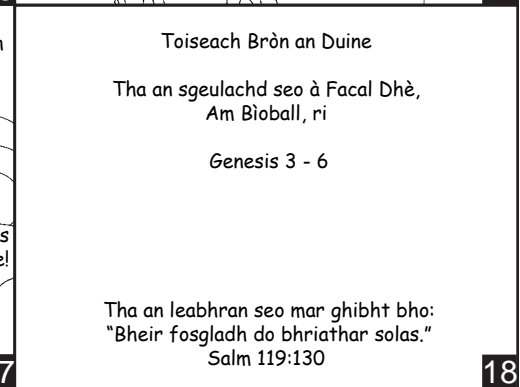 Toiseach Bròn an Duine
Tha an sgeulachd seo à Facal Dhè,
Am Bìoball, ri
Genesis 3 - 6
s
!
Tha an leabhran seo mar ghibht bho:
“Bheir fosgladh do bhriathar solas.”
Salm 119:130
7
18